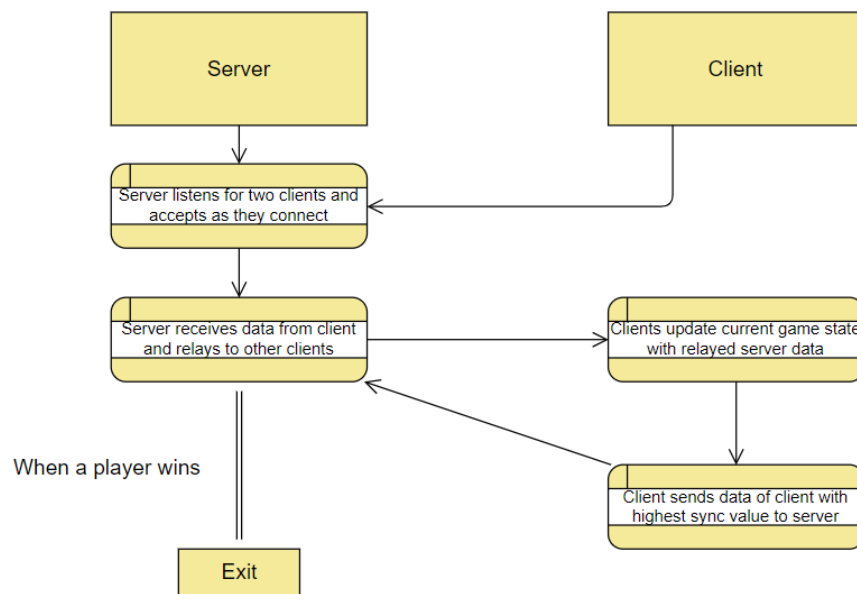 Server
Client
Server listens for two clients and
accepts as they connect
Server receives data from client
and relays to other clients
Clients update current game state
with relayed server data
When a player wins
Client sends data of client with
highest sync value to server
Exit